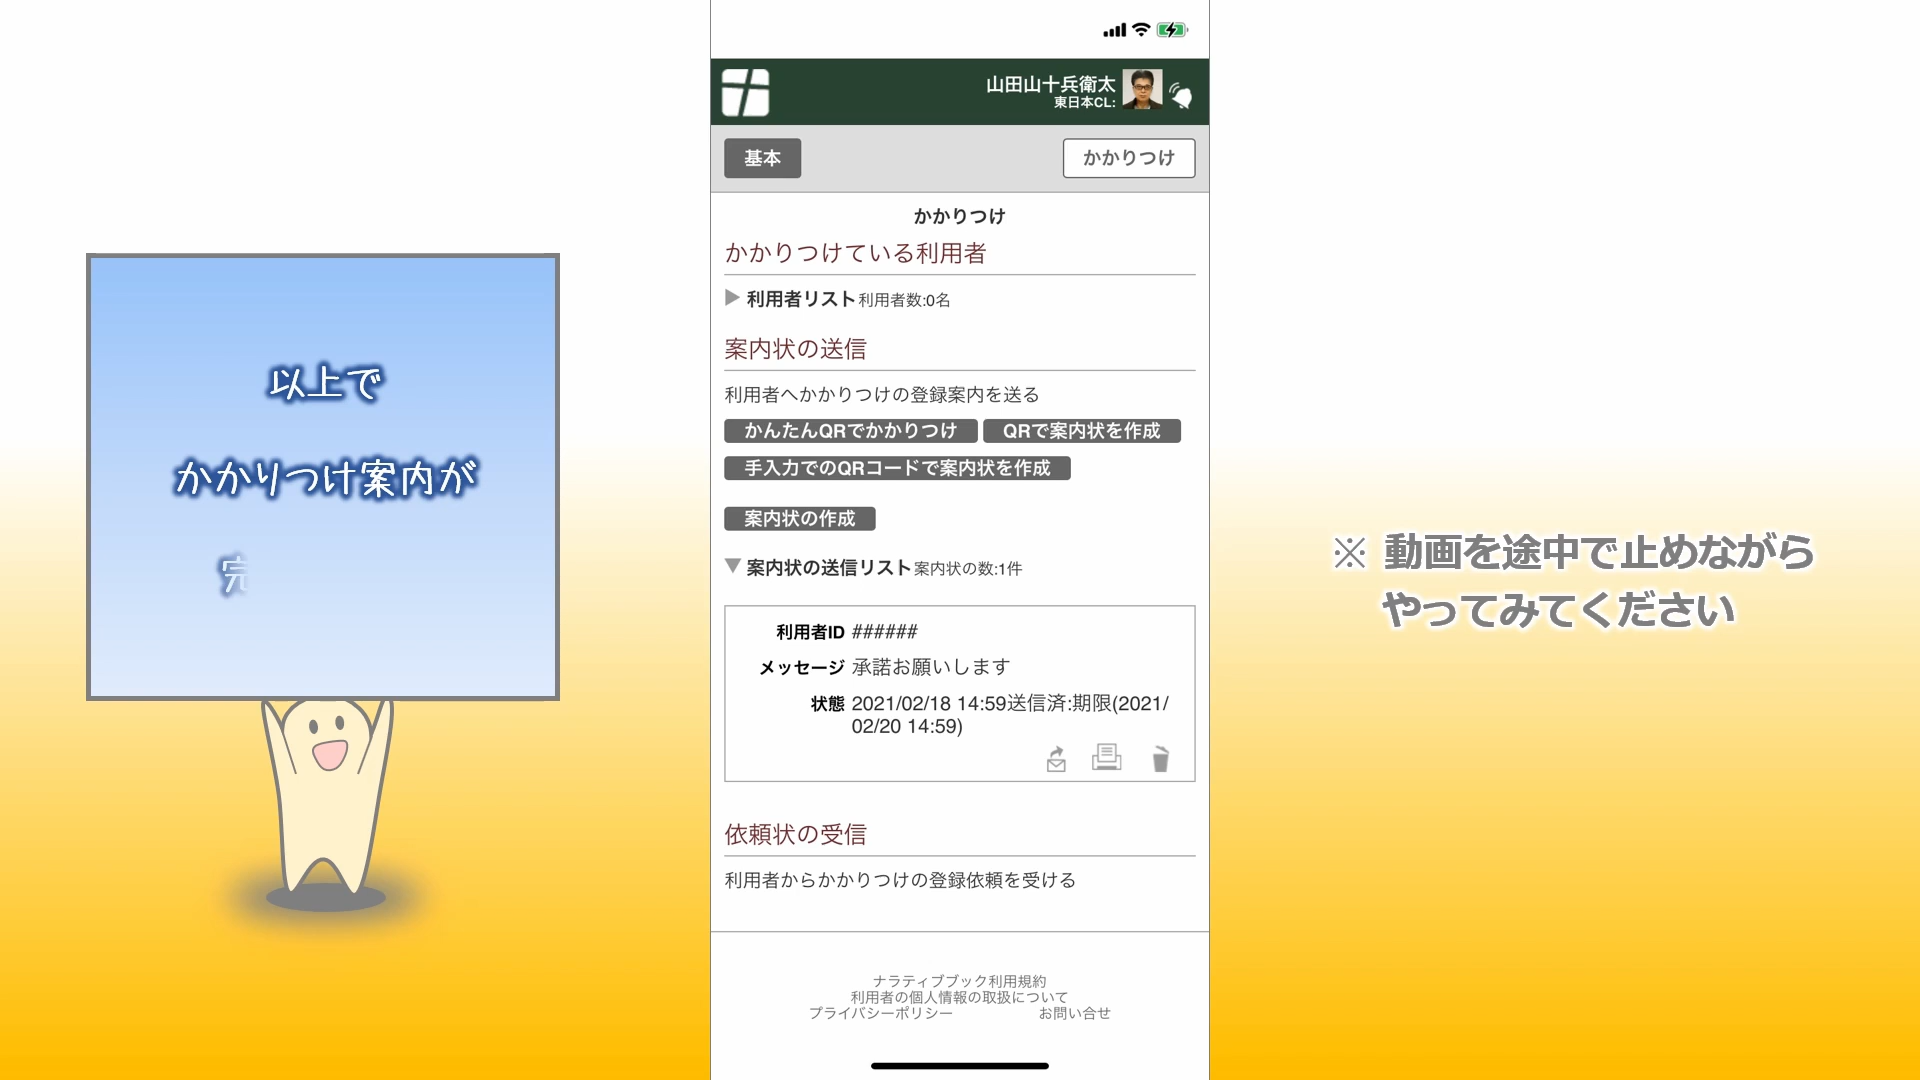 以上で
かかりつけ案内が
完
山田山十兵衛太
東日本CL:
基本
かかりつけ
かかりつけ
かかりつけている利用者
▶ 利用者リスト利用者数:0名
案内状の送信
利用者へかかりつけの登録案内を送る
かんたんQRでかかりつけ
QRで案内状を作成
手入力でのQRコードで案内状を作成
案内状の作成
▼ 案内状の送信リスト案内状の数:1件
利用者ID ######
メッセージ 承諾お願いします
状態 2021/02/18 14:59送信済:期限(2021/
02/20 14:59)
依頼状の受信
利用者からかかりつけの登録依頼を受ける
ナラティブブック利用規約
利用者の個人情報の取扱について
プライバシーポリシー
お問い合せ
※ 動画を途中で止めながら
やってみてください